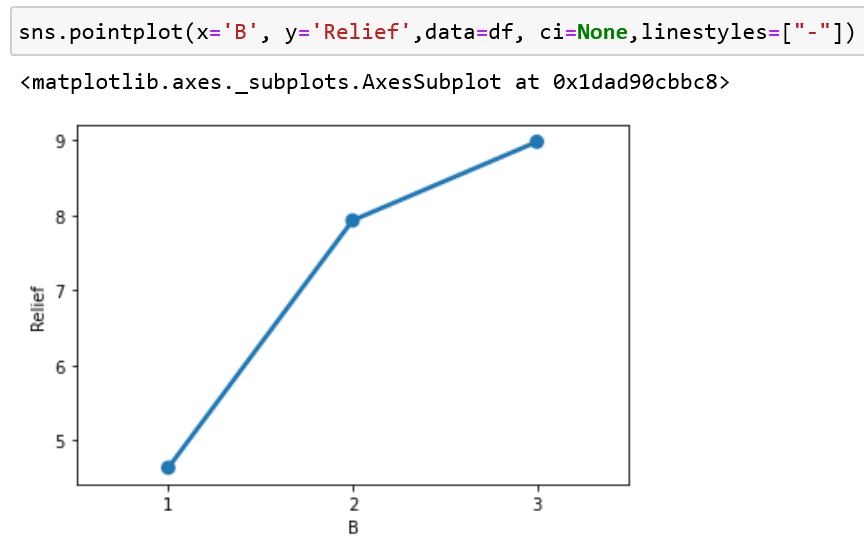 sns.pointplot(x='B', y='Relief',data=df, ci=None,linestyles=["-"])
<matplotlib.axes._subplots.AxesSubplot at 0x1dad90cbbc8>
9
8
7
6
5
Relief
1 2 3
B